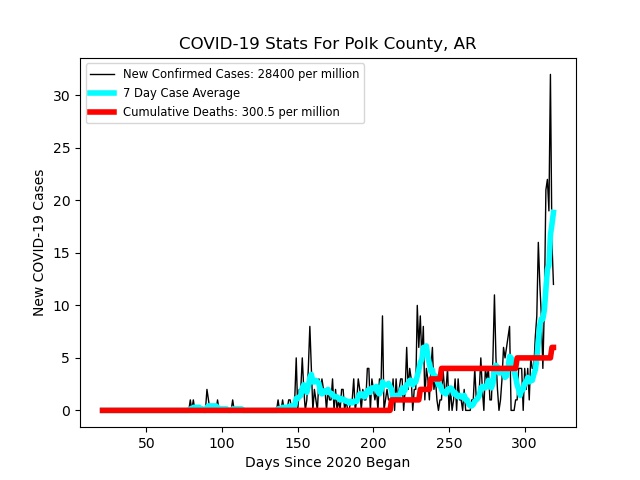 COVID-19 Stats For Polk County, AR
New Confirmed Cases: 28400 per million
7 Day Case Average
Cumulative Deaths: 300.5 per million
New COVID-19 Cases
30
25
20
15
10
5
0
50 100 150 200 250 300
Days Since 2020 Began